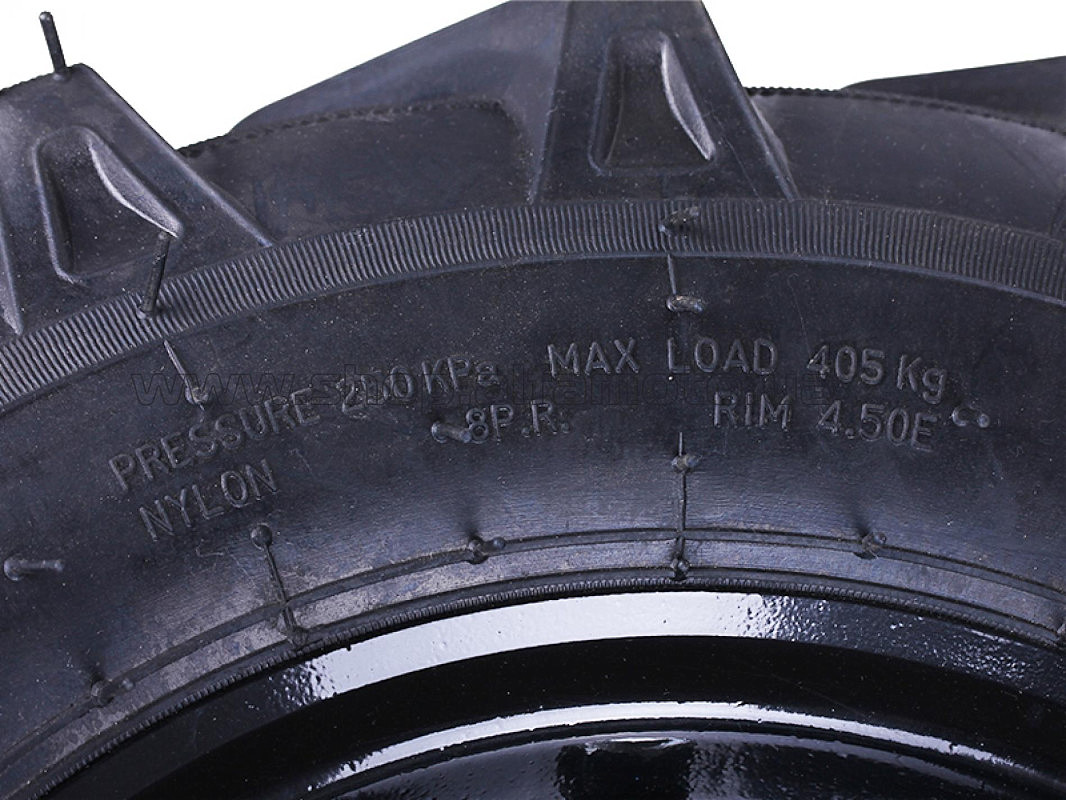 PRESSURE 210 KPa MAX LOAD 405 Kg
NYLON 8P.R. RIM 4.50E